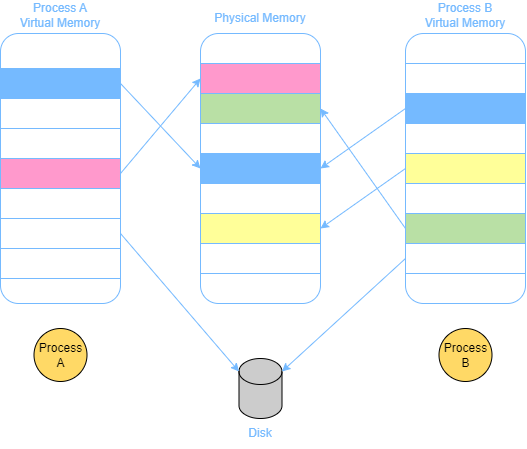 Process A
Virtual Memory
Physical Memory
Process B
Virtual Memory
Process
A
Process
B
Disk